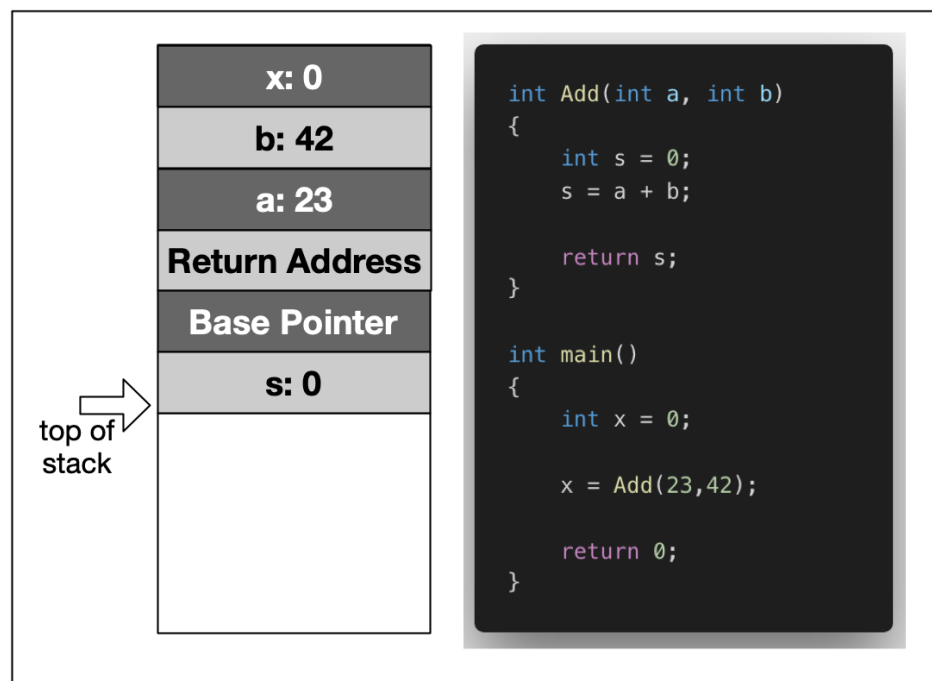 x: 0
b: 42
a: 23
Return Address
Base Pointer
s: 0
top of
stack
int Add(int a, int b)
{
    int s = 0;
    s = a + b;
    return s;
}
int main()
{
    int x = 0;
    x = Add(23,42);
    return 0;
}